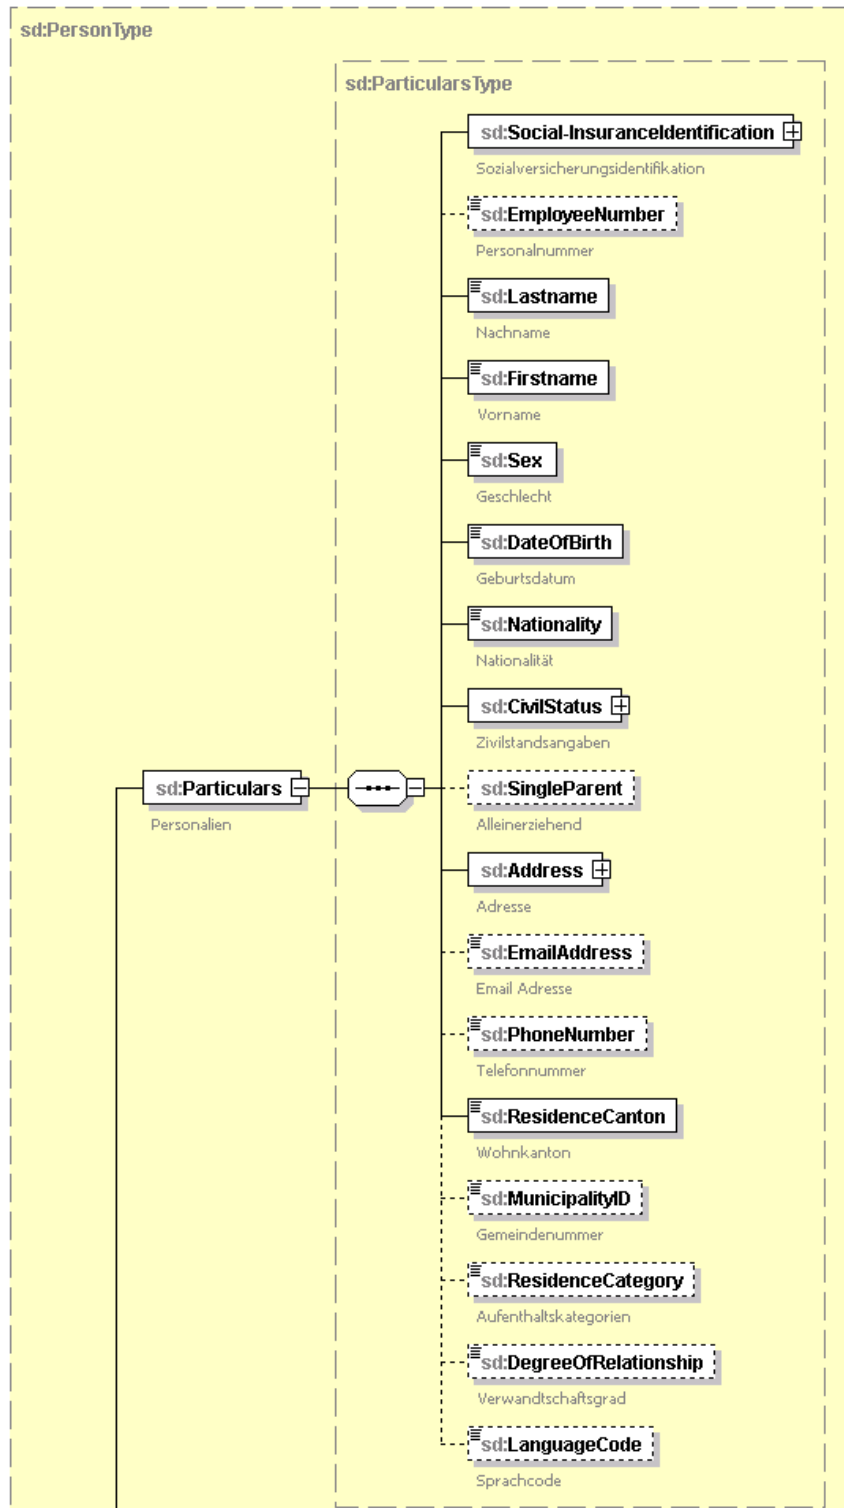 sd:PersonType
sd:ParticularsType
sd:Social-InsuranceIdentification
Sozialversicherungsidentifikation
sd:EmployeeNumber
Personalnummer
sd:Lastname
Nachname
sd:Firstname
Vorname
sd:Sex
Geschlecht
sd:DateOfBirth
Geburtsdatum
sd:Nationality
Nationalität
sd:CivilStatus
Zivilstandsangaben
sd:Particulars
Personalien
sd:SingleParent
Alleinerziehend
sd:Address
Adresse
sd:EmailAddress
Email Adresse
sd:PhoneNumber
Telefonnummer
sd:ResidenceCanton
Wohnkanton
sd:MunicipalityID
Gemeindenummer
sd:ResidenceCategory
Aufenthaltskategorien
sd:DegreeOfRelationship
Verwandtschaftsgrad
sd:LanguageCode
Sprachcode